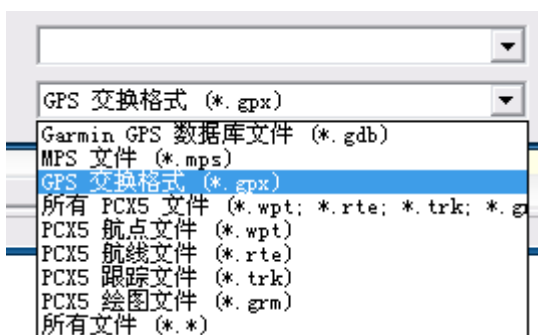 GPS 交换格式 (*.gpx)
Garmin GPS 数据库文件 (*.gdb)
MPS 文件 (*.mps)
GPS 交换格式 (*.gpx)
所有 PCX5 文件 (*.wpt; *.rte; *.trk; *.g
PCX5 航点文件 (*.wpt)
PCX5 航线文件 (*.rte)
PCX5 跟踪文件 (*.trk)
PCX5 绘图文件 (*.grm)
所有文件 (*.*)